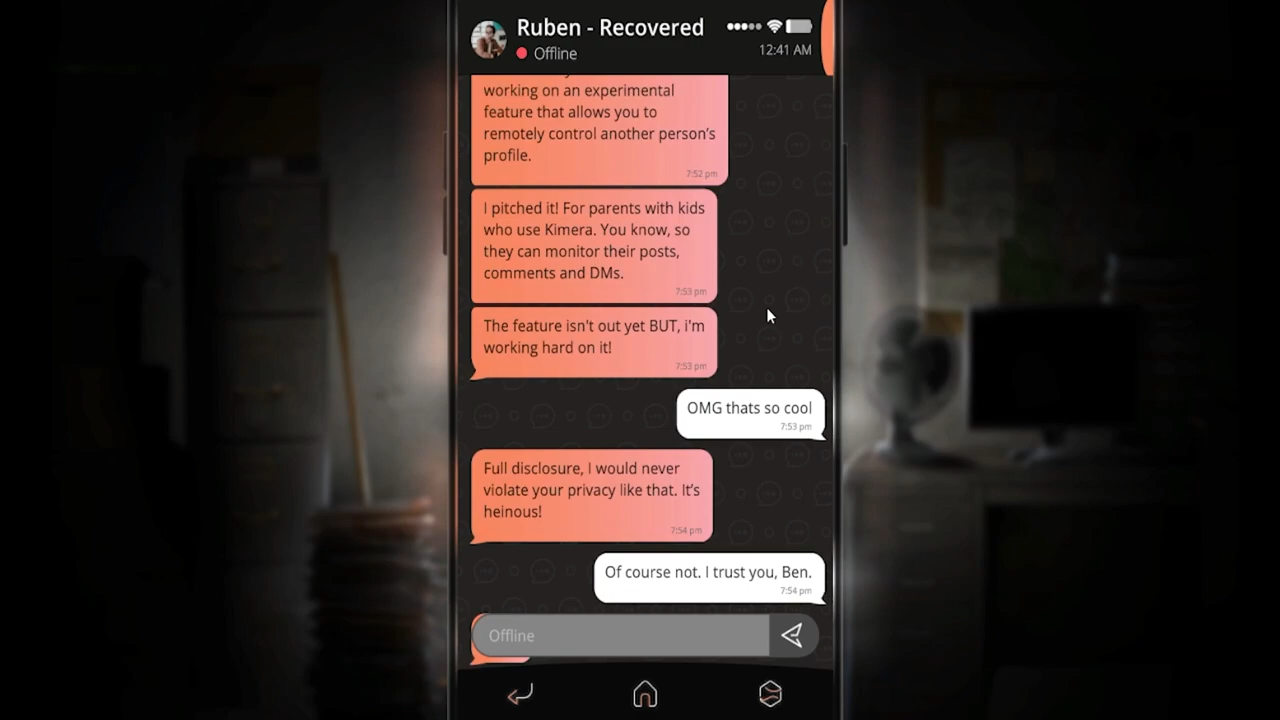 Ruben - Recovered
Offline
12:41 AM
working on an experimental
feature that allows you to
remotely control another person's
profile.
7:52 pm
I pitched it! For parents with kids
who use Kimera. You know, so
they can monitor their posts,
comments and DMs.
7:53 pm
The feature isn't out yet BUT, i'm
working hard on it!
7:53 pm
OMG thats so cool
7:53 pm
Full disclosure, I would never
violate your privacy like that. It's
heinous!
7:54 pm
Of course not. I trust you, Ben.
7:54 pm
Offline